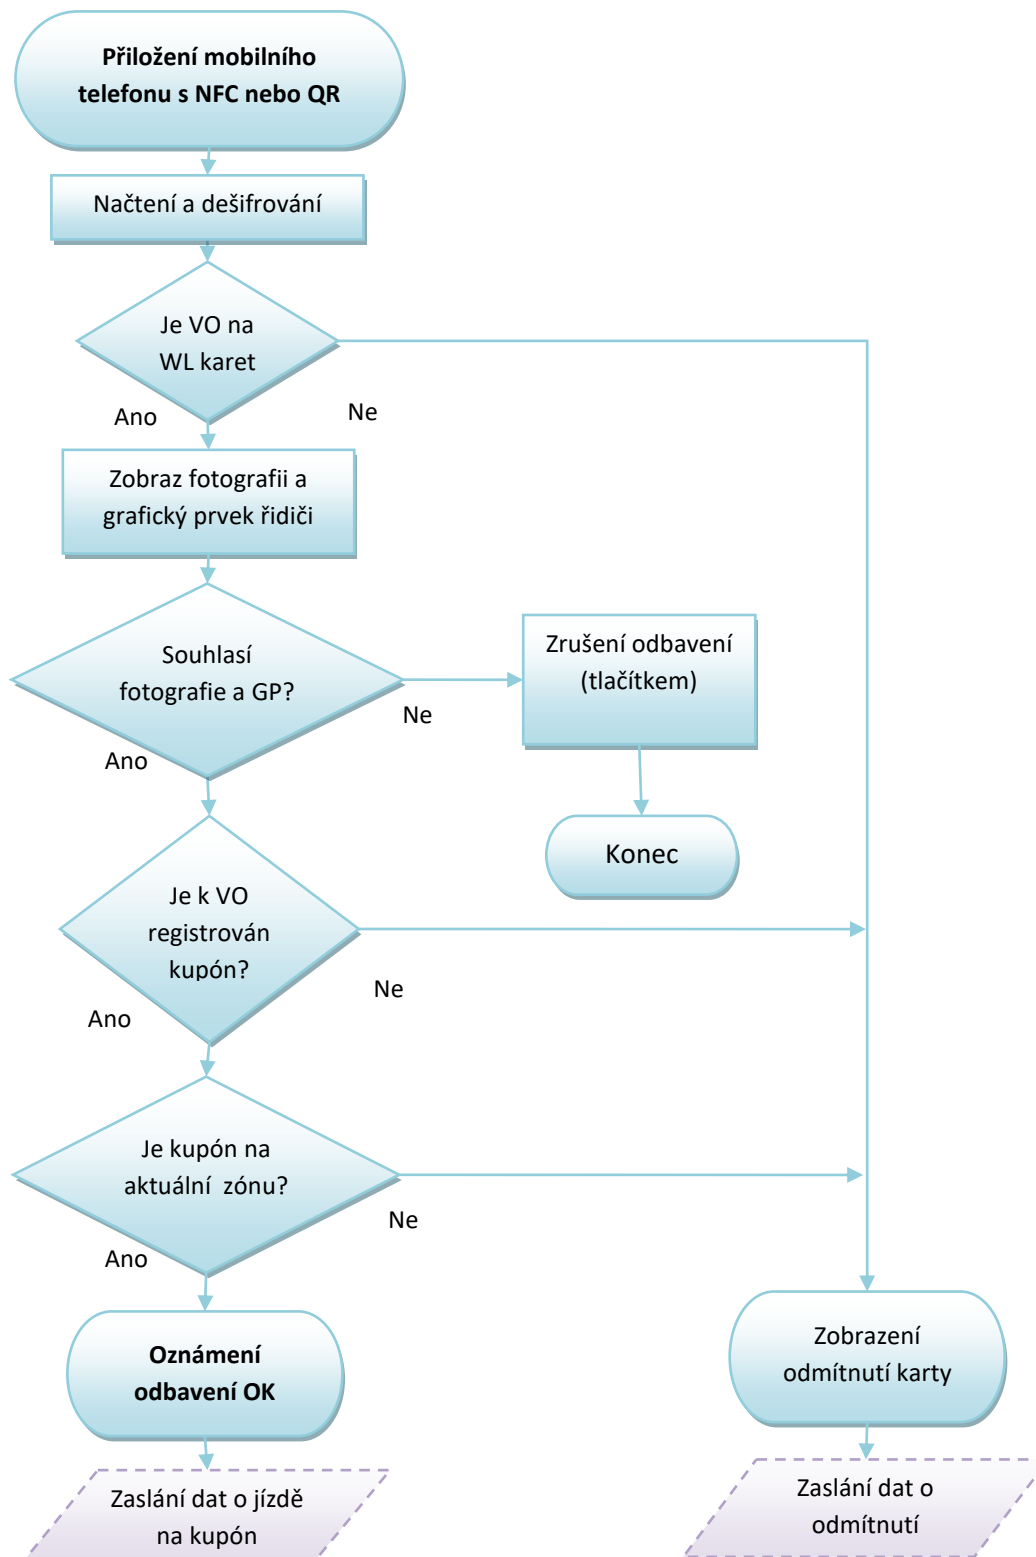 Přiložení mobilního
telefonu s NFC nebo QR
Načtení a dešifrování
Je VO na
WL karet
Ano
Ne
Zobraz fotografii a
grafický prvek řidiči
Souhlasí
fotografie a GP?
Ne
Ano
Zrušení odbavení
(tlačítkem)
Konec
Je k VO
registrován
kupón?
Ne
Ano
Je kupón na
aktuální zónu?
Ne
Ano
Oznámení
odbavení OK
Zobrazení
odmítnutí karty
Zaslání dat o jízdě
na kupón
Zaslání dat o
odmítnutí